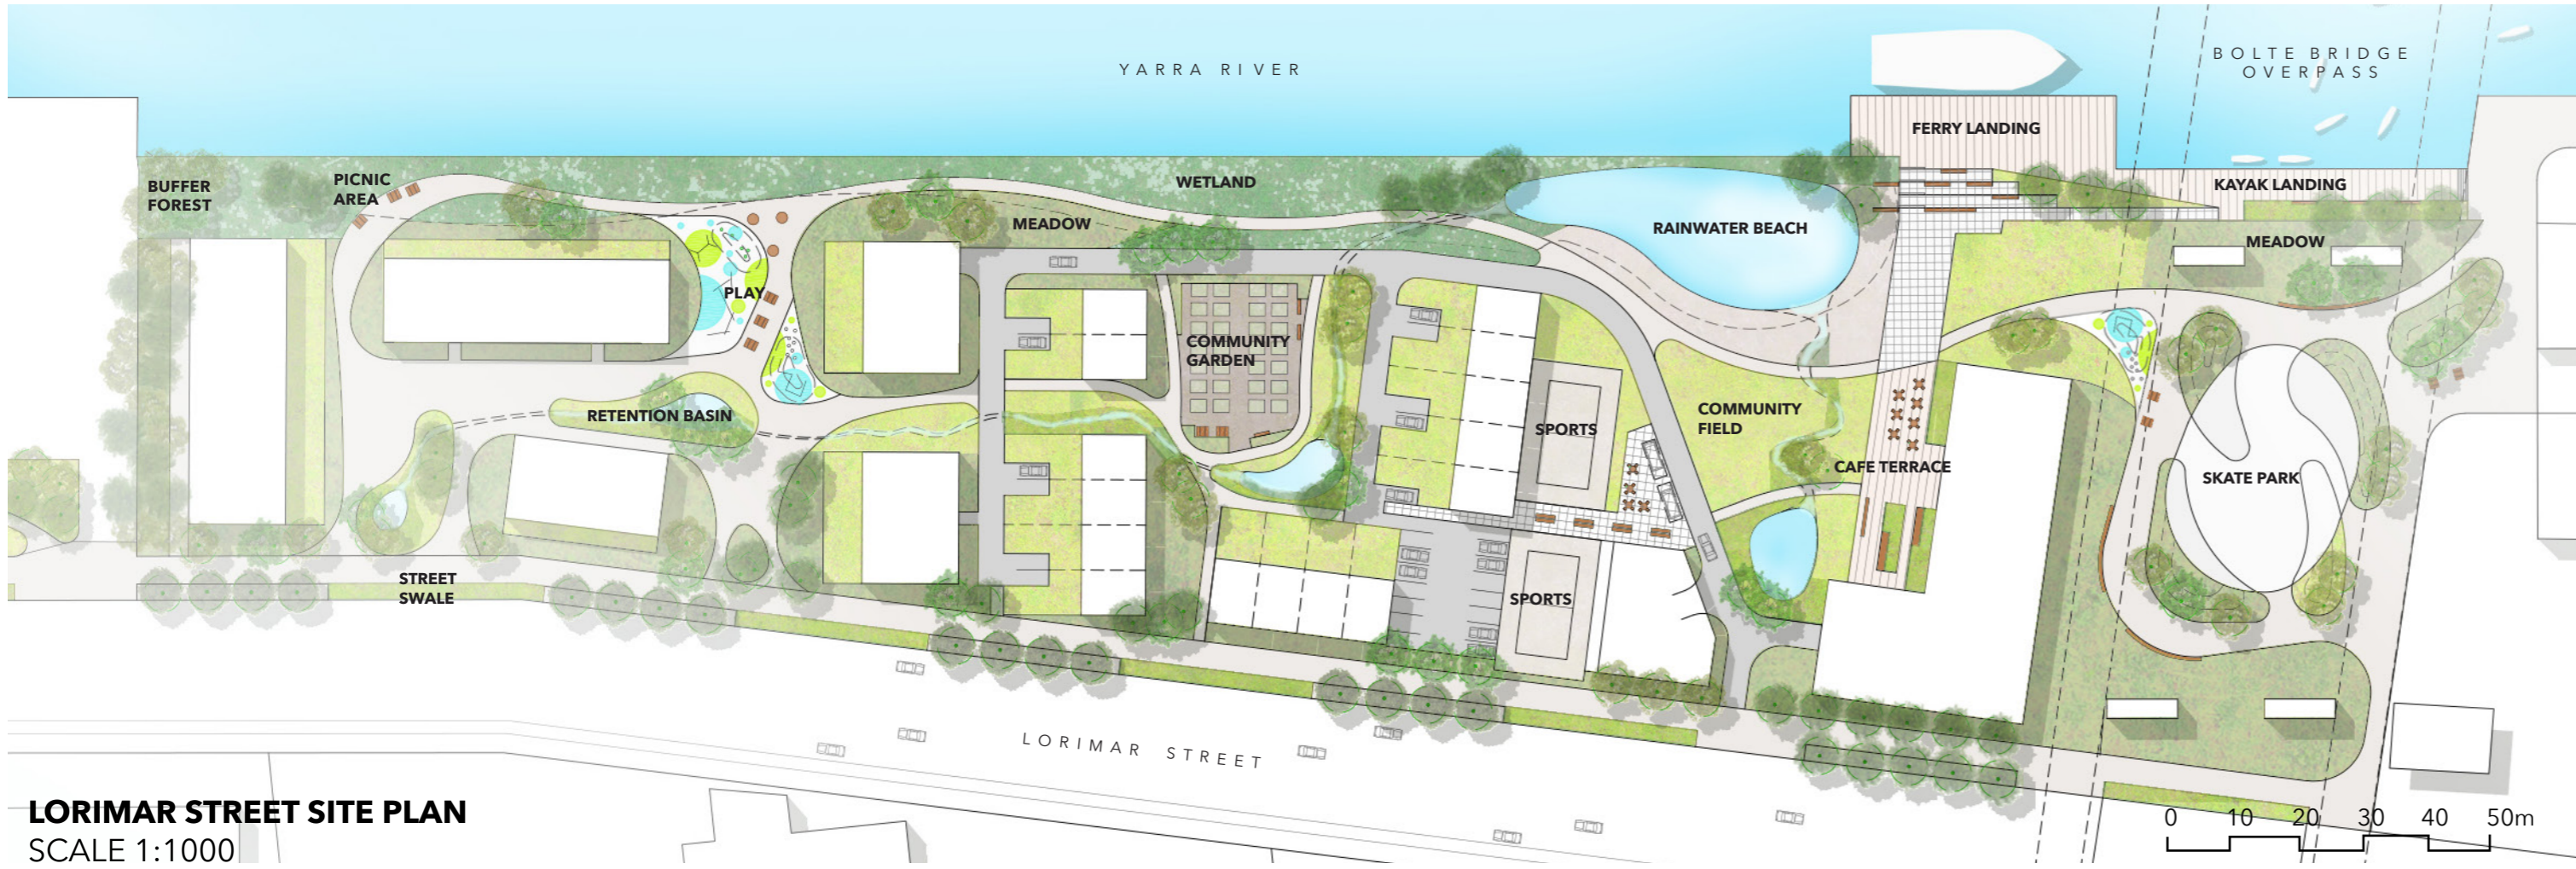 YARRA RIVER
BOLTE BRIDGE
OVERPASS
FERRY LANDING
BUFFER
FOREST
PICNIC
AREA
WETLAND
KAYAK LANDING
MEADOW
RAINWATER BEACH
MEADOW
PLAY
COMMUNITY
GARDEN
RETENTION BASIN
SPORTS
COMMUNITY
FIELD
CAFE TERRACE
SKATE PARK
STREET
SWALE
SPORTS
LORIMAR STREET
LORIMAR STREET SITE PLAN
SCALE 1:1000
0 10 20 30 40 50m